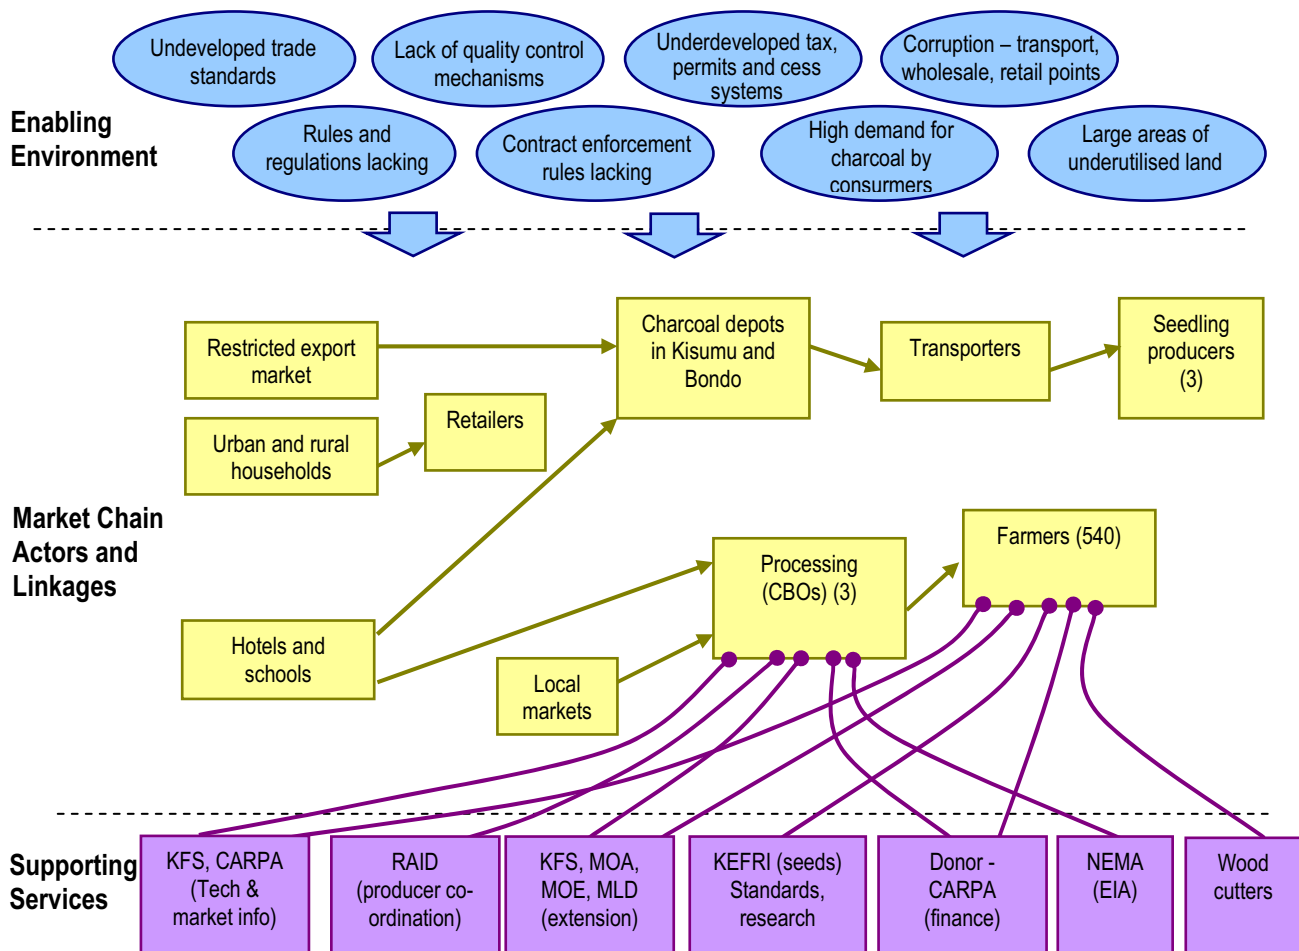 Undeveloped trade
standards
Lack of quality control
mechanisms
Underdeveloped tax,
permits and cess
systems
Corruption – transport,
wholesale, retail points
Enabling
Environment
Rules and
regulations lacking
Contract enforcement
rules lacking
High demand for
charcoal by
consurmers
Large areas of
underutilised land
Restricted export
market
Charcoal depots
in Kisumu and
Bondo
Transporters
Seedling
producers
(3)
Urban and rural
households
Retailers
Market Chain
Actors and
Linkages
Processing
(CBOs) (3)
Farmers (540)
Hotels and
schools
Local
markets
Supporting
Services
KFS, CARPA
(Tech &
market info)
RAID
(producer co-
ordination)
KFS, MOA,
MOE, MLD
(extension)
KEFRI (seeds)
Standards,
research
Donor -
CARPA
(finance)
NEMA
(EIA)
Wood
cutters